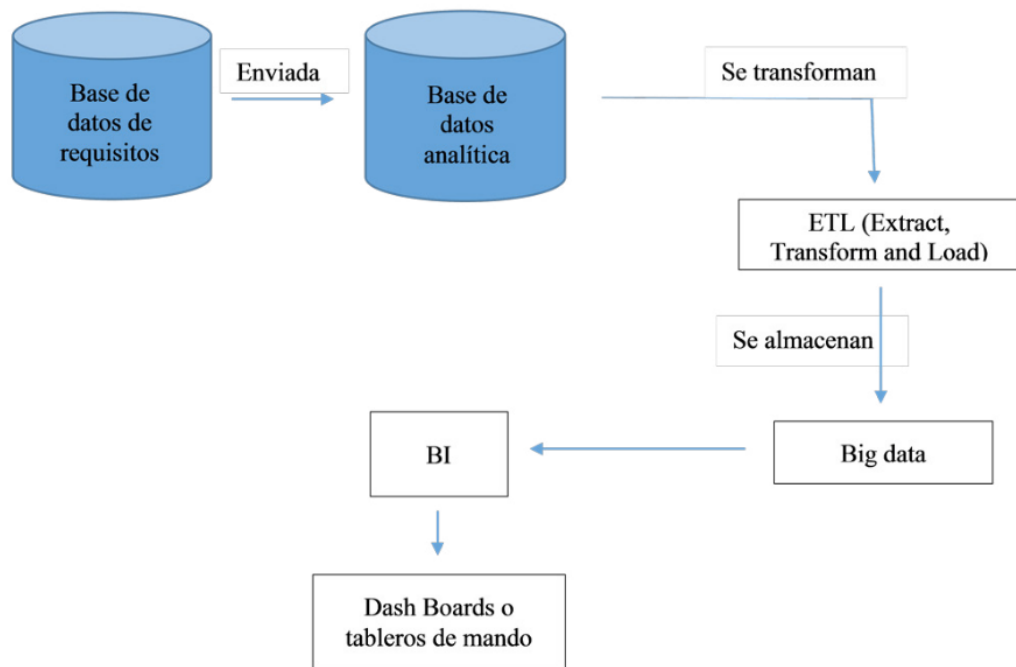 Base de
datos de
requisitos
Enviada
Base de
datos
analítica
Se transforman
ETL (Extract,
Transform and Load)
Se almacenan
Big data
BI
Dash Boards o
tableros de mando